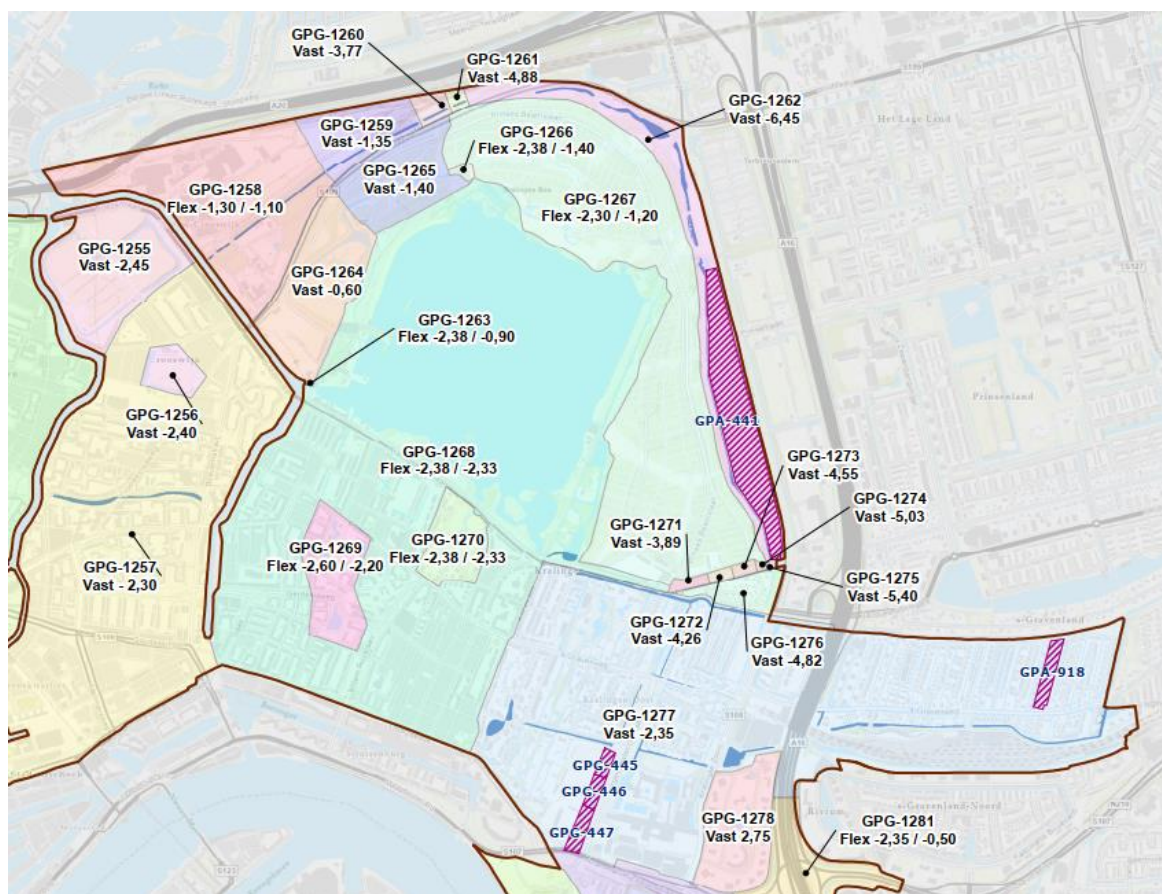 GPG-1260
Vast -3,77
GPG-1261
Vast -4,88
GPG-1262
Vast -6,45
GPG-1259
Vast -1,35
GPG-1266
Flex -2,38 / -1,40
GPG-1265
Vast -1,40
GPG-1258
Flex -1,30 / -1,10
GPG-1267
Flex -2,30 / -1,20
GPG-1255
Vast -2,45
GPG-1264
Vast -0,60
GPG-1263
Flex -2,38 / -0,90
GPG-1256
Vast -2,40
GPA-441
GPG-1268
Flex -2,38 / -2,33
GPG-1273
Vast -4,55
GPG-1274
Vast -5,03
GPG-1271
Vast -3,89
GPG-1269
Flex -2,60 / -2,20
GPG-1270
Flex -2,38 / -2,33
GPG-1257
Vast - 2,30
GPG-1275
Vast -5,40
GPG-1272
Vast -4,26
GPG-1276
Vast -4,82
GPA-918
GPG-1277
Vast -2,35
GPG-445
GPG-446
GPG-447
GPG-1278
Vast 2,75
GPG-1281
Flex -2,35 / -0,50
Het Lage Land
Prinsenland
s-Gravenland
s-Gravenland-Noord
Rivium
A20
A16
A16
S107